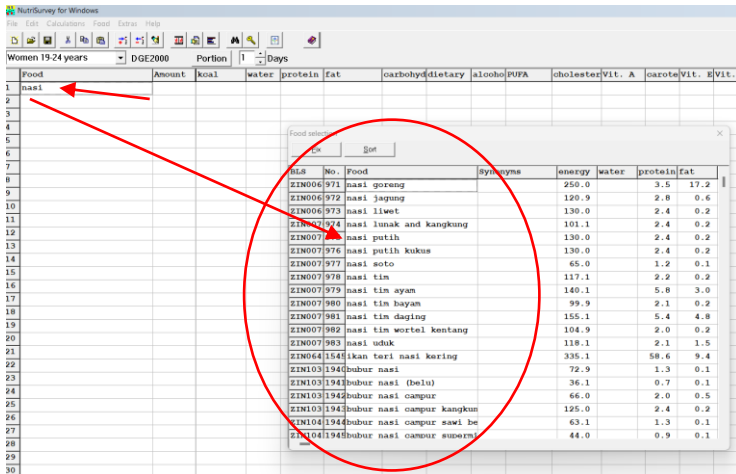 NutriSurvey for Windows
File Edit Calculations Food Extras Help
Women 19-24 years DGE2000 Portion 1 Days
Food Amount kcal water protein fat carbohyd dietary alcoho PUFA cholester Vit. A carote Vit. E Vit.
1 nasi
2
3
4
5
6
7
8
9
10
11
12
13
14
15
16
17
18
19
20
21
22
23
24
25
26
27
28
29
30
Food selection
Fix Sort
BLS No. Food Synonyms energy water protein fat
ZIN006 971 nasi goreng 250.0 3.5 17.2
ZIN006 972 nasi jagung 120.9 2.8 0.6
ZIN006 973 nasi liwet 130.0 2.4 0.2
ZIN007 974 nasi lunak and kangkung 101.1 2.4 0.2
ZIN007 nasi putih 130.0 2.4 0.2
ZIN007 976 nasi putih kukus 130.0 2.4 0.2
ZIN007 977 nasi soto 65.0 1.2 0.1
ZIN007 978 nasi tim 117.1 2.2 0.2
ZIN007 979 nasi tim ayam 140.1 5.8 3.0
ZIN007 980 nasi tim bayam 99.9 2.1 0.2
ZIN007 981 nasi tim daging 155.1 5.4 4.8
ZIN007 982 nasi tim wortel kentang 104.9 2.0 0.2
ZIN007 983 nasi uduk 118.1 2.1 1.5
ZIN064 1545 ikan teri nasi kering 335.1 58.6 9.4
ZIN103 1940 bubur nasi 72.9 1.3 0.1
ZIN103 1941 bubur nasi (belu) 36.1 0.7 0.1
ZIN103 1942 bubur nasi campur 66.0 2.0 0.5
ZIN103 1943 bubur nasi campur kangkun 125.0 2.4 0.2
ZIN104 1944 bubur nasi campur sawi be 63.1 1.3 0.1
ZIN104 1945 bubur nasi campur supermi 44.0 0.9 0.1